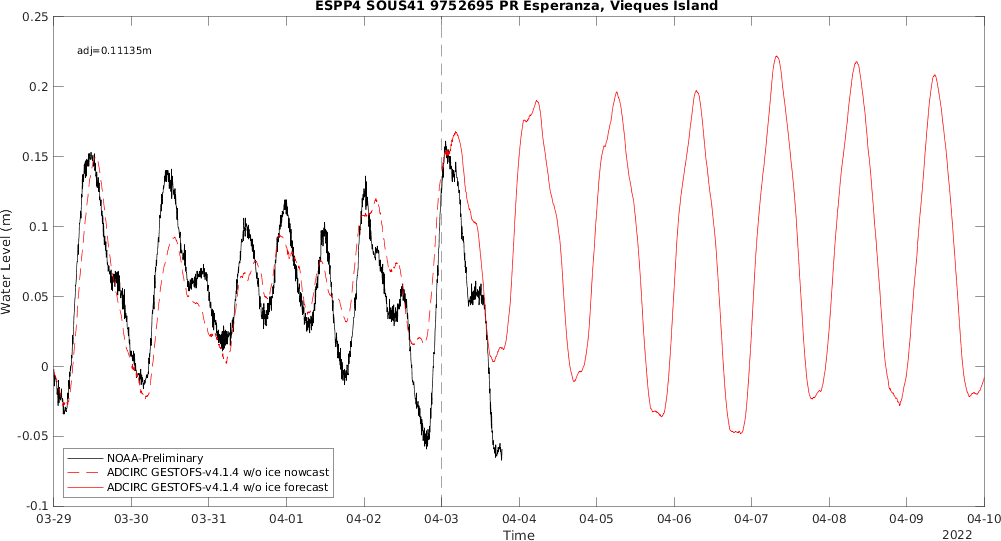 ESPP4 SOUS41 9752695 PR Esperanza, Vieques Island
adj=0.11135m
0.25
0.2
0.15
0.1
0.05
0
-0.05
-0.1
Water Level (m)
NOAA-Preliminary
ADCIRC GESTOFS-v4.1.4 w/o ice nowcast
ADCIRC GESTOFS-v4.1.4 w/o ice forecast
03-29 03-30 03-31 04-01 04-02 04-03 04-04 04-05 04-06 04-07 04-08 04-09 04-10
Time
2022